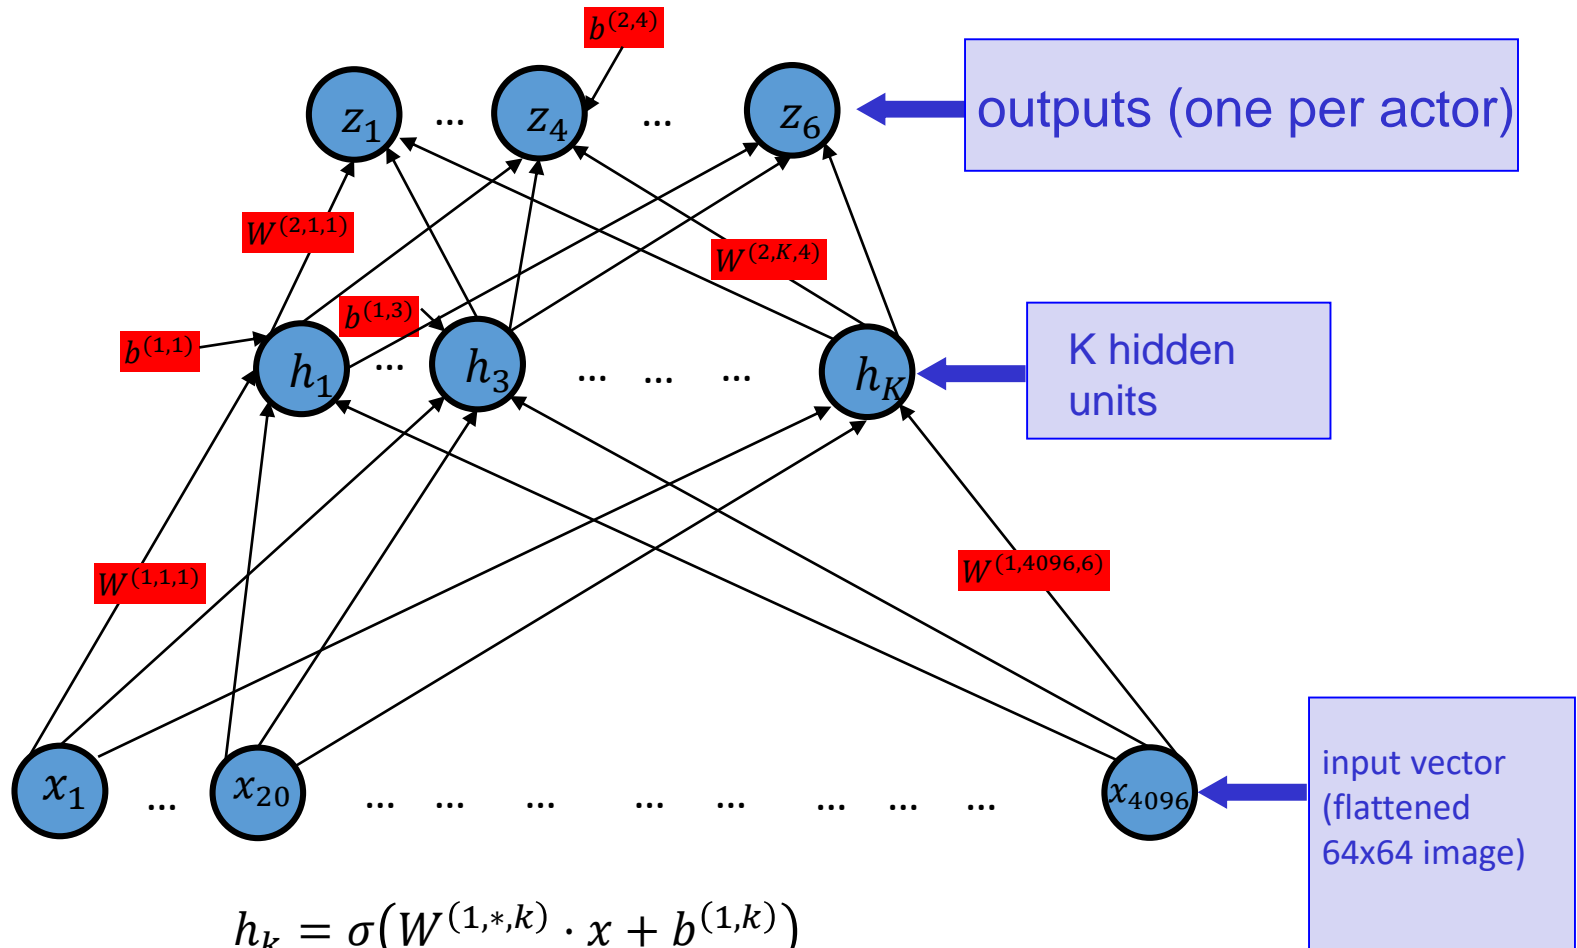 b^(2,4)
z_1 ... z_4 ... z_6
outputs (one per actor)
W^(2,1,1)
W^(2,K,4)
b^(1,3)
b^(1,1)
h_1 ... h_3 ... ... ... h_K
K hidden
units
W^(1,1,1)
W^(1,4096,6)
x_1 ... x_20 ... ... ... ... ... ... ... ... x_4096
input vector
(flattened
64x64 image)
h_k = σ(W^(1,*,k) · x + b^(1,k))